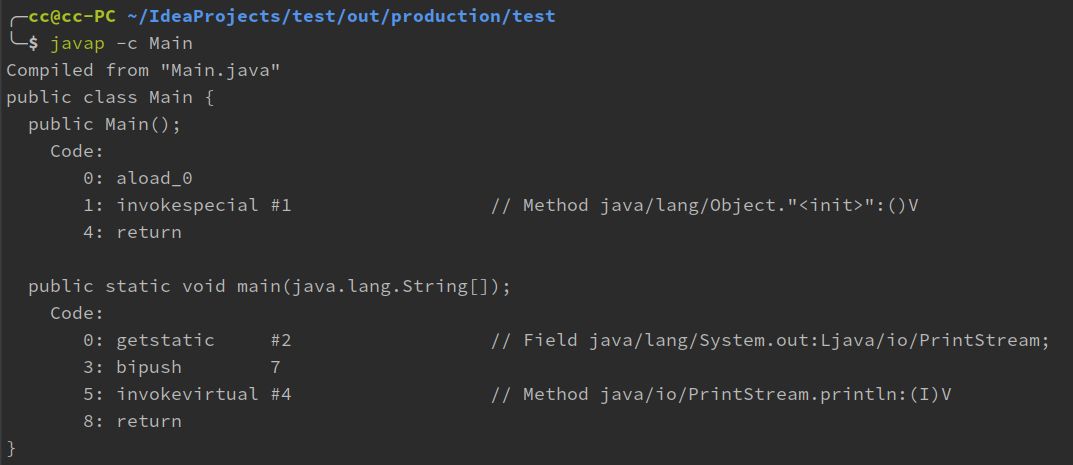 ╭─cc@cc-PC ~/IdeaProjects/test/out/production/test
╰─$ javap -c Main
Compiled from "Main.java"
public class Main {
  public Main();
    Code:
       0: aload_0
       1: invokespecial #1                  // Method java/lang/Object."<init>":()V
       4: return

  public static void main(java.lang.String[]);
    Code:
       0: getstatic     #2                  // Field java/lang/System.out:Ljava/io/PrintStream;
       3: bipush        7
       5: invokevirtual #4                  // Method java/io/PrintStream.println:(I)V
       8: return
}